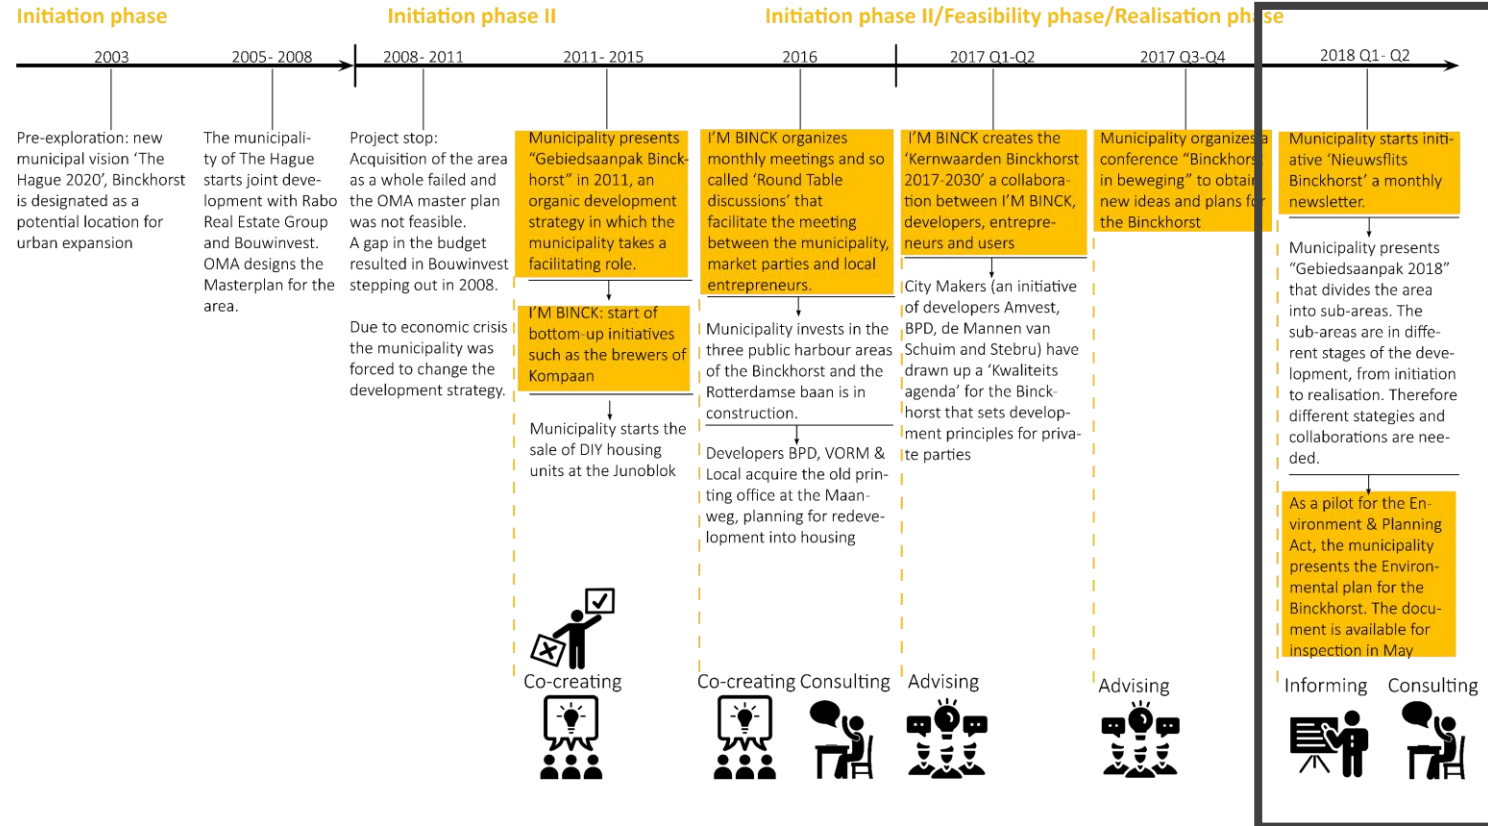 Initiation phase
Initiation phase II
Initiation phase II/Feasibility phase/Realisation phase
2003
2005- 2008
2008- 2011
2011- 2015
2016
2017 Q1-Q2
2017 Q3-Q4
2018 Q1- Q2
Pre-exploration: new
municipal vision ‘The
Hague 2020’, Binckhorst
is designated as a
potential location for
urban expansion
The municipali-
ty of The Hague
starts joint deve-
lopment with Rabo
Real Estate Group
and Bouwinvest.
OMA designs the
Masterplan for the
area.
Project stop:
Acquisition of the area
as a whole failed and
the OMA master plan
was not feasible.
A gap in the budget
resulted in Bouwinvest
stepping out in 2008.
Due to economic crisis
the municipality was
forced to change the
development strategy.
Municipality presents
“Gebiedsaanpak Binck-
horst” in 2011, an
organic development
strategy in which the
municipality takes a
facilitating role.
I’M BINCK: start of
bottom-up initiatives
such as the brewers of
Kompaan
Municipality starts the
sale of DIY housing
units at the Junoblok
Co-creating
I’M BINCK organizes
monthly meetings and so
called ‘Round Table
discussions’ that
facilitate the meeting
between the municipality,
market parties and local
entrepreneurs.
Municipality invests in the
three public harbour areas
of the Binckhorst and the
Rotterdamse baan is in
construction.
Developers BPD, VORM &
Local acquire the old prin-
ting office at the Maan-
weg, planning for redeve-
lopment into housing
Co-creating Consulting
I’M BINCK creates the
‘Kernwaarden Binckhorst
2017-2030’ a collabora-
tion between I’M BINCK,
developers, entrepre-
neurs and users
City Makers (an initiative
of developers Amvest,
BPD, de Mannen van
Schuim and Stebru) have
drawn up a ‘Kwaliteits
agenda’ for the Binck-
horst that sets develop-
ment principles for priva-
te parties
Advising
Municipality organizes a
conference “Binckhorst
in beweging” to obtain
new ideas and plans for
the Binckhorst
Advising
Municipality starts initi-
ative ‘Nieuwsflits
Binckhorst’ a monthly
newsletter.
Municipality presents
“Gebiedsaanpak 2018”
that divides the area
into sub-areas. The
sub-areas are in diffe-
rent stages of the deve-
lopment, from initiation
to realisation. Therefore
different stategies and
collaborations are nee-
ded.
As a pilot for the En-
vironment & Planning
Act, the municipality
presents the Environ-
mental plan for the
Binckhorst. The docu-
ment is available for
inspection in May
Informing
Consulting